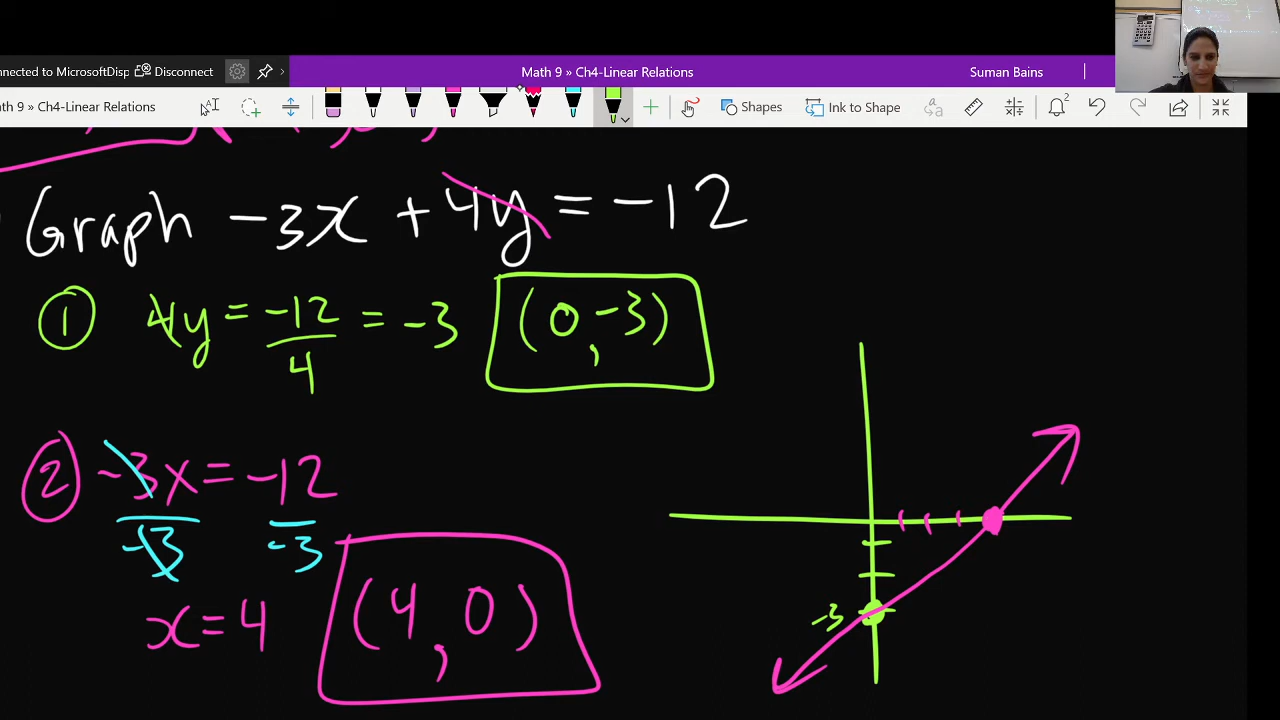 nnected to MicrosoftDisp Disconnect
Math 9 » Ch4-Linear Relations
Suman Bains
Math 9 » Ch4-Linear Relations
Shapes
Ink to Shape
2
Graph -3x + 4y = -12
① 4y = -12/4 = -3 (0,-3)
② -3x = -12
-3 -3
x = 4 (4,0)
-3